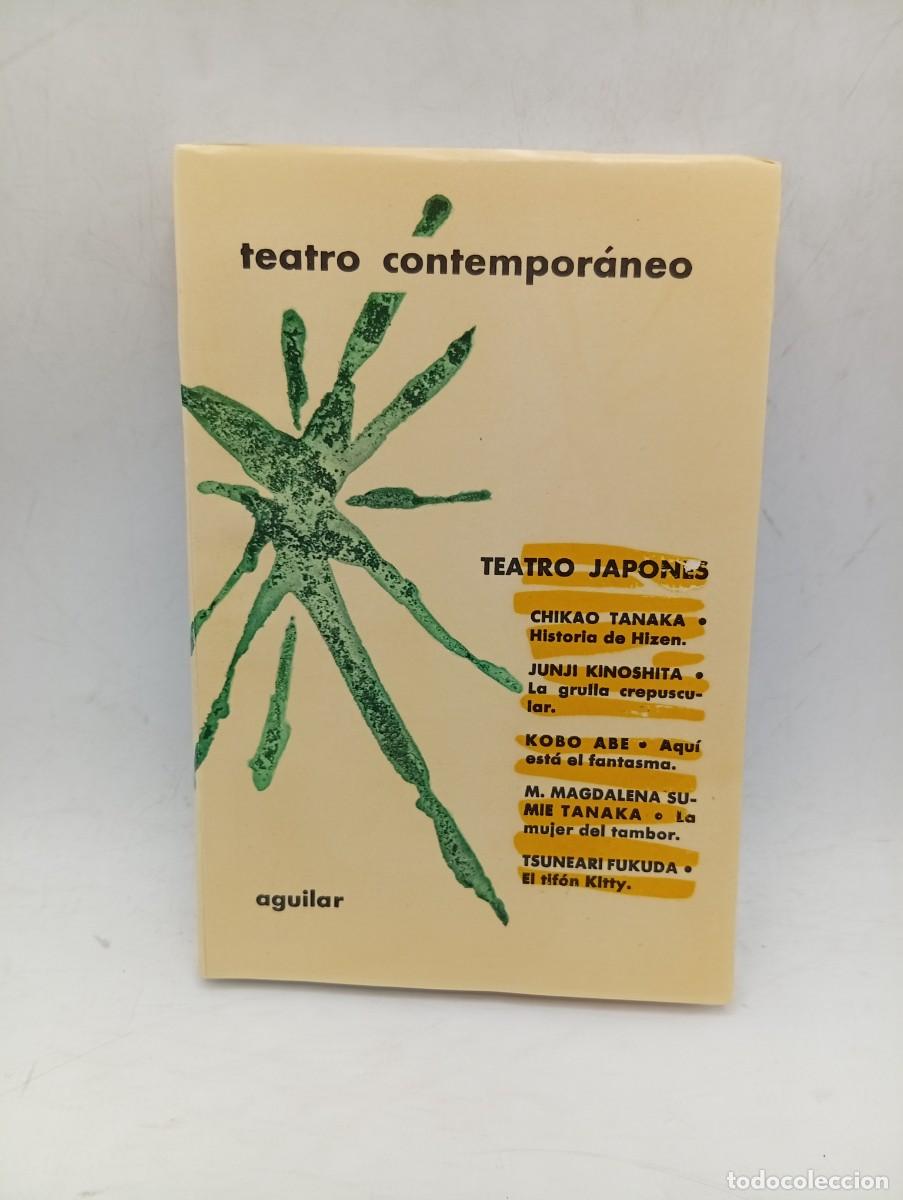 teatro contemporáneo
TEATRO JAPONES
CHIKAO TANAKA •
Historia de Hizen.
JUNJI KINOSHITA •
La grulla crepuscu-
lar.
KOBO ABE • Aquí
está el fantasma.
M. MAGDALENA SU-
MIE TANAKA • La
mujer del tambor.
TSUNEARI FUKUDA •
El tifón Kitty.
aguilar
todocoleccion